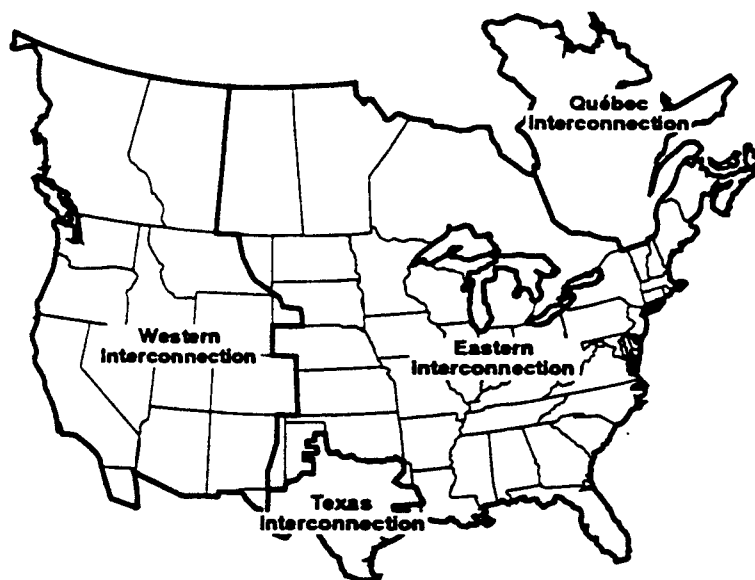 Québec
Interconnection
Western
Interconnection
Eastern
Interconnection
Texas
Interconnection